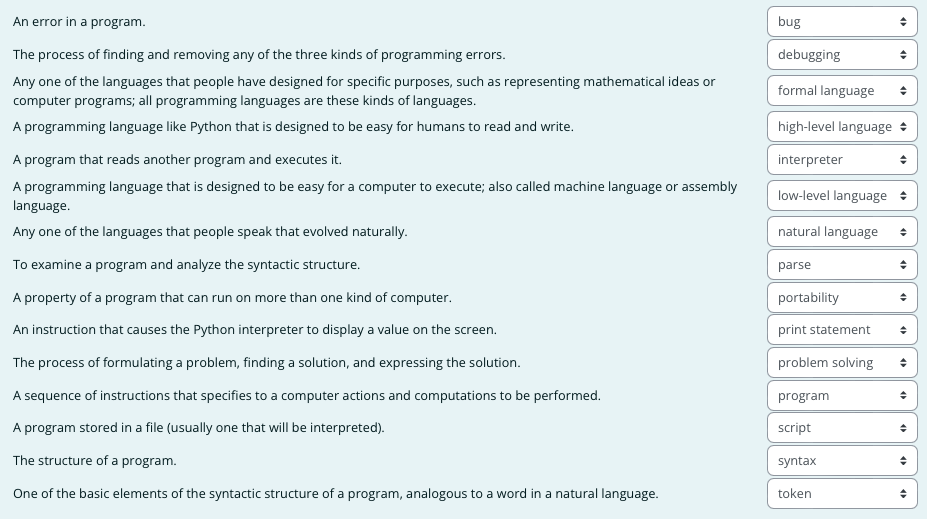 An error in a program. bug
The process of finding and removing any of the three kinds of programming errors. debugging
Any one of the languages that people have designed for specific purposes, such as representing mathematical ideas or
computer programs; all programming languages are these kinds of languages. formal language
A programming language like Python that is designed to be easy for humans to read and write. high-level language
A program that reads another program and executes it. interpreter
A programming language that is designed to be easy for a computer to execute; also called machine language or assembly
language. low-level language
Any one of the languages that people speak that evolved naturally. natural language
To examine a program and analyze the syntactic structure. parse
A property of a program that can run on more than one kind of computer. portability
An instruction that causes the Python interpreter to display a value on the screen. print statement
The process of formulating a problem, finding a solution, and expressing the solution. problem solving
A sequence of instructions that specifies to a computer actions and computations to be performed. program
A program stored in a file (usually one that will be interpreted). script
The structure of a program. syntax
One of the basic elements of the syntactic structure of a program, analogous to a word in a natural language. token